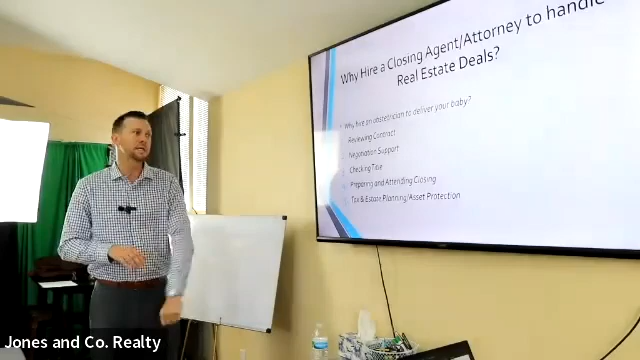 Why Hire a Closing Agent/Attorney to handle
Real Estate Deals?
Why hire an obstetrician to deliver your baby?
Reviewing Contract
Negotiation Support
Checking Title
Preparing and Attending Closing
Tax & Estate Planning/Asset Protection
Jones and Co. Realty